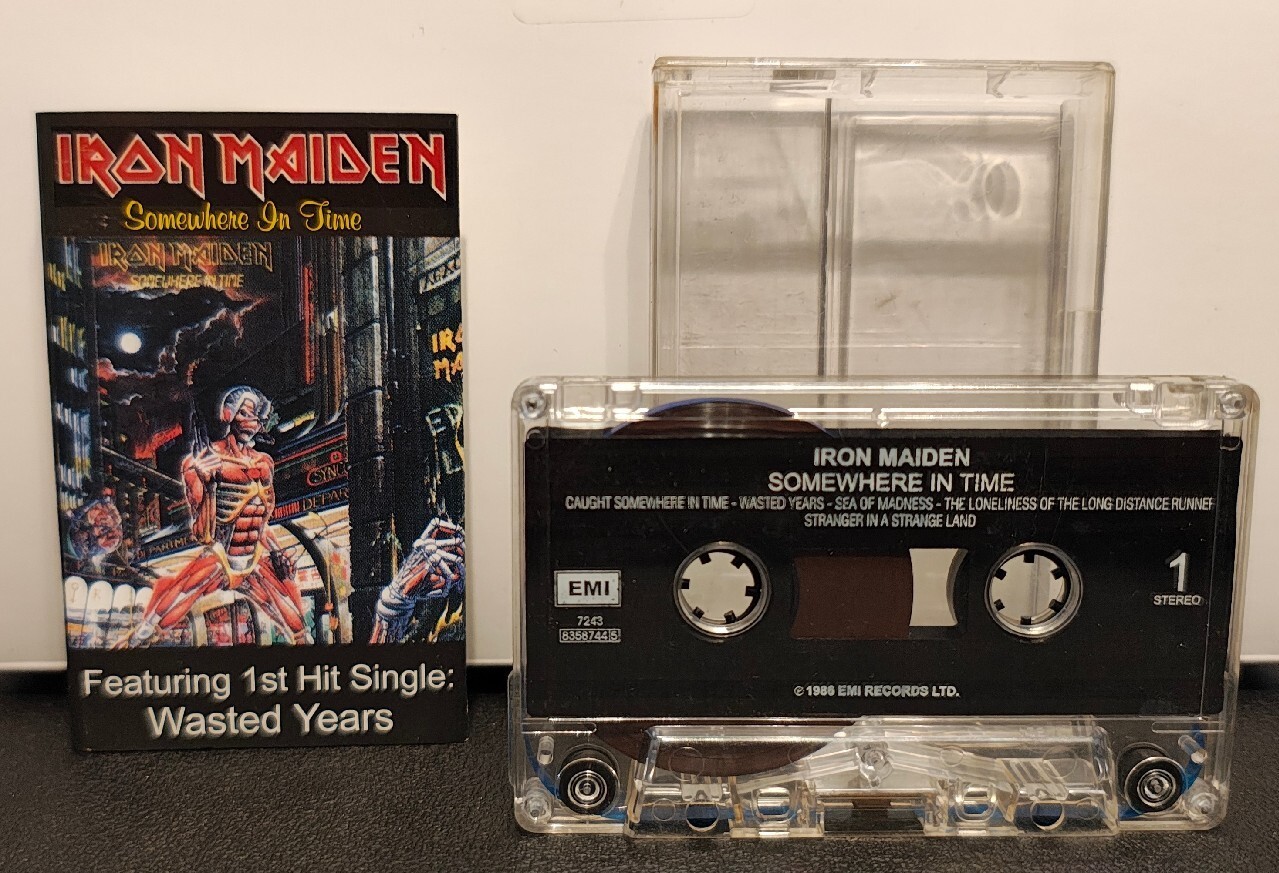 IRON MAIDEN
Somewhere In Time
IRON MAIDEN
SOMEWHERE IN TIME
Featuring 1st Hit Single:
Wasted Years
IRON MAIDEN
SOMEWHERE IN TIME
CAUGHT SOMEWHERE IN TIME - WASTED YEARS - SEA OF MADNESS - THE LONELINESS OF THE LONG DISTANCE RUNNER
STRANGER IN A STRANGE LAND
EMI
7243
8358744 5
1
STEREO
© 1986 EMI RECORDS LTD.